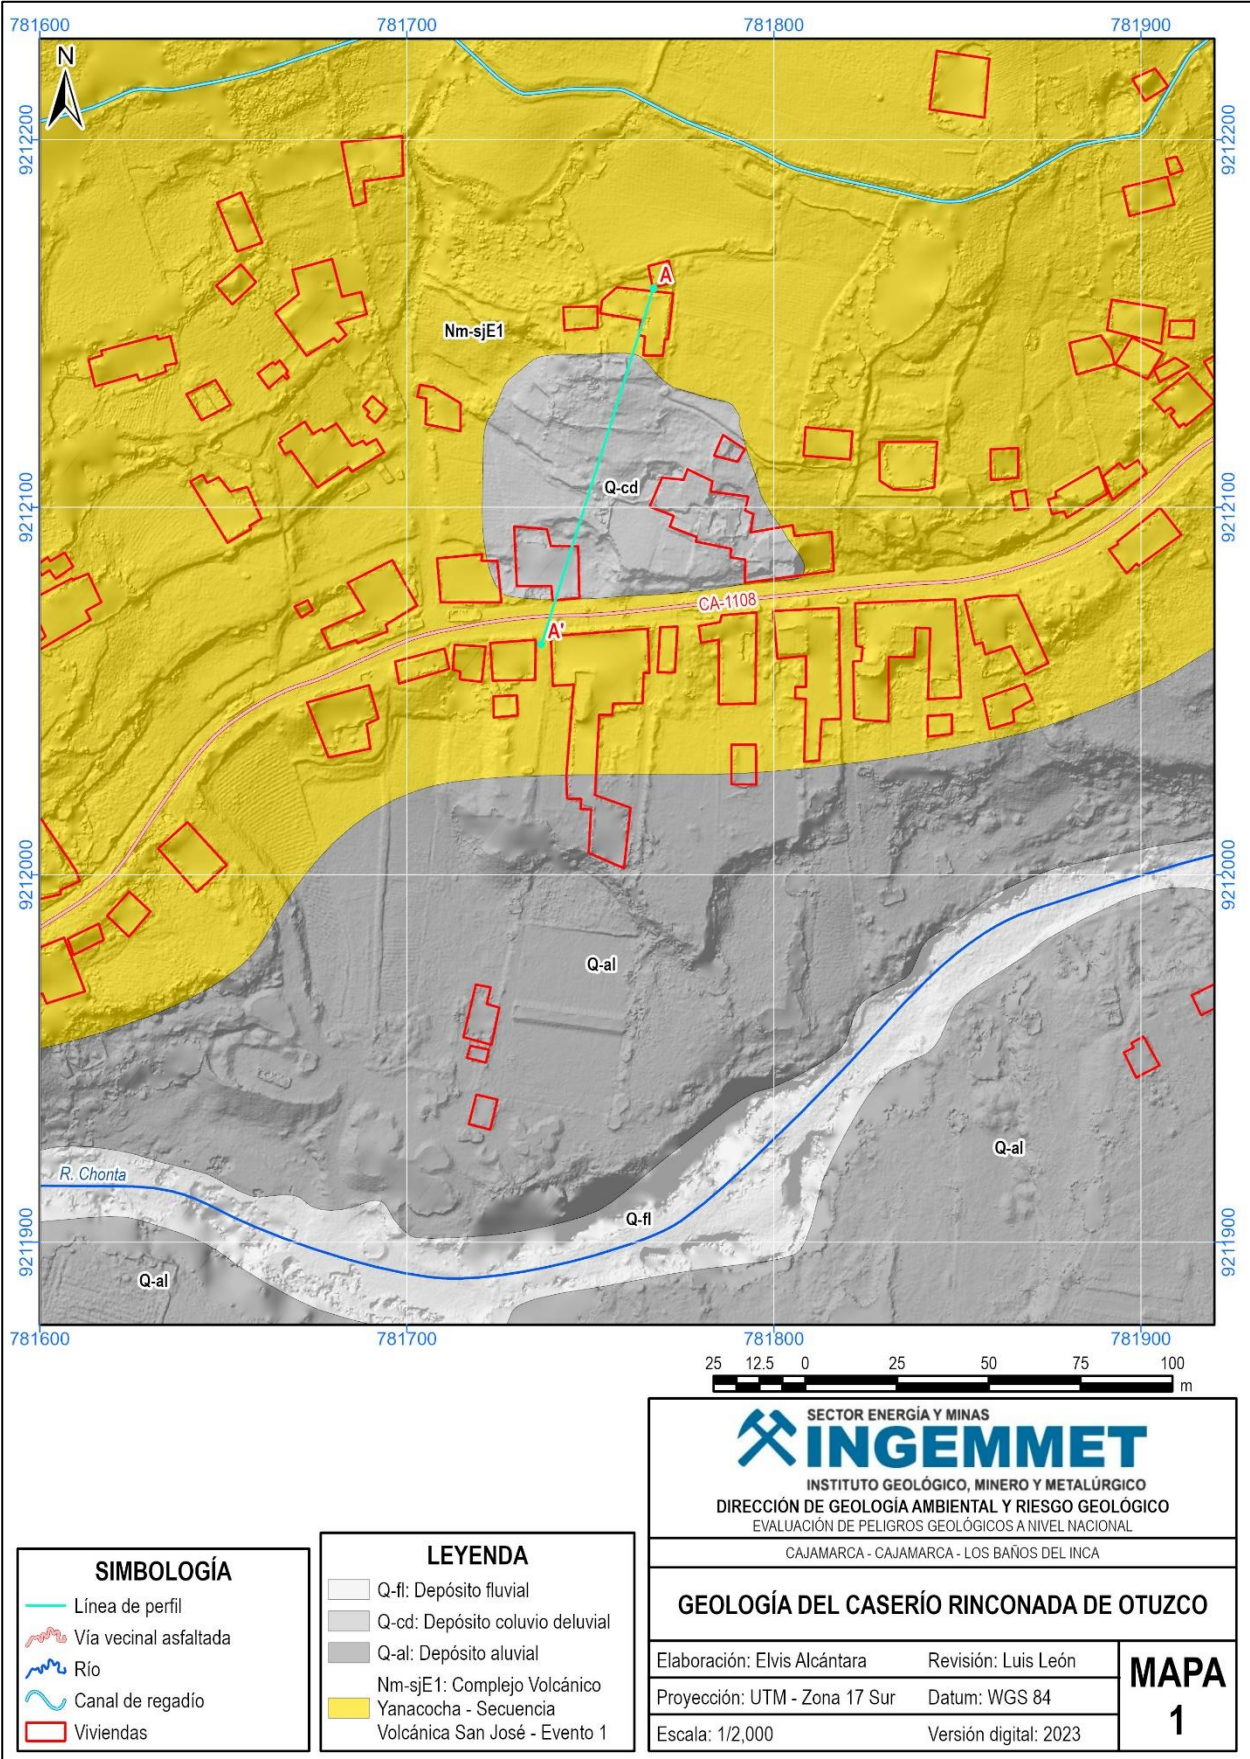 781600 781700 781800 781900
N
9212200 9212200
A
Nm-sjE1
9212100 9212100
Q-cd
CA-1108
A'
9212000 9212000
Q-al
Q-al
R. Chonta
Q-fl
9211900 9211900
Q-al
781600 781700 781800 781900
25 12.5 0 25 50 75 100
m
SECTOR ENERGÍA Y MINAS
INGEMMET
INSTITUTO GEOLÓGICO, MINERO Y METALÚRGICO
DIRECCIÓN DE GEOLOGÍA AMBIENTAL Y RIESGO GEOLÓGICO
EVALUACIÓN DE PELIGROS GEOLÓGICOS A NIVEL NACIONAL
CAJAMARCA - CAJAMARCA - LOS BAÑOS DEL INCA
GEOLOGÍA DEL CASERÍO RINCONADA DE OTUZCO
Elaboración: Elvis Alcántara Revisión: Luis León
Proyección: UTM - Zona 17 Sur Datum: WGS 84
Escala: 1/2,000 Versión digital: 2023
MAPA
1
SIMBOLOGÍA
Línea de perfil
Vía vecinal asfaltada
Río
Canal de regadío
Viviendas
LEYENDA
Q-fl: Depósito fluvial
Q-cd: Depósito coluvio deluvial
Q-al: Depósito aluvial
Nm-sjE1: Complejo Volcánico
Yanacocha - Secuencia
Volcánica San José - Evento 1